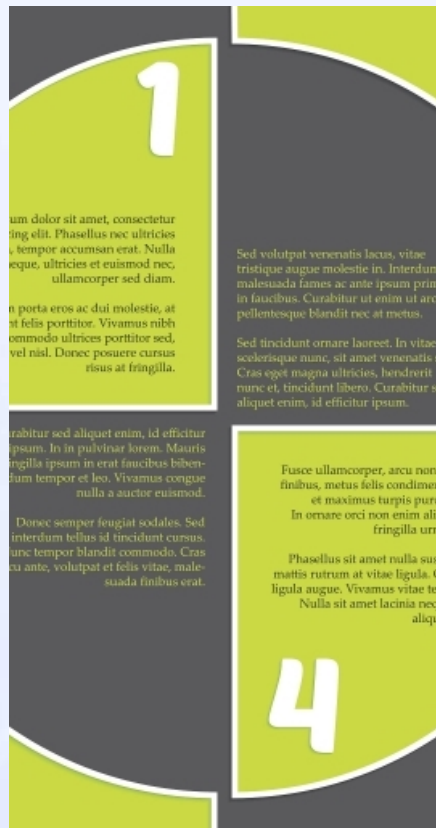 1
um dolor sit amet, consectetur
cing elit. Phasellus nec ultricies
, tempor accumsan erat. Nulla
eque, ultricies et euismod nec,
ullamcorper sed diam.
n porta eros ac dui molestie, at
nt felis porttitor. Vivamus nibh
ommodo ultrices porttitor sed,
vel nisl. Donec posuere cursus
risus at fringilla.
Sed volutpat venenatis lacus, vitae
tristique augue molestie in. Interdum
malesuada fames ac ante ipsum prim
in faucibus. Curabitur ut enim ut arc
pellentesque blandit nec at metus.
Sed tincidunt ornare laoreet. In vitae
scelerisque nunc, sit amet venenatis
Cras eget magna ultricies, hendrerit
nunc et, tincidunt libero. Curabitur s
aliquet enim, id efficitur ipsum.
urabitur sed aliquet enim, id efficitur
ipsum. In in pulvinar lorem. Mauris
ingilla ipsum in erat faucibus biben-
dum tempor et leo. Vivamus congue
nulla a auctor euismod.
Donec semper feugiat sodales. Sed
interdum tellus id tincidunt cursus.
unc tempor blandit commodo. Cras
cu ante, volutpat et felis vitae, male-
suada finibus erat.
Fusce ullamcorper, arcu non
finibus, metus felis condimen
et maximus turpis puru
In ornare orci non enim ali
fringilla urn
Phasellus sit amet nulla sus
mattis rutrum at vitae ligula.
ligula augue. Vivamus vitae te
Nulla sit amet lacinia nec
aliqu
4